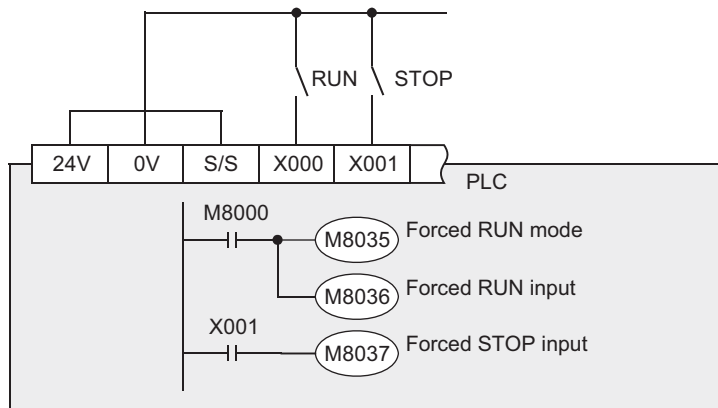 RUN STOP
24V 0V S/S X000 X001
PLC
M8000
M8035 Forced RUN mode
M8036 Forced RUN input
X001
M8037 Forced STOP input